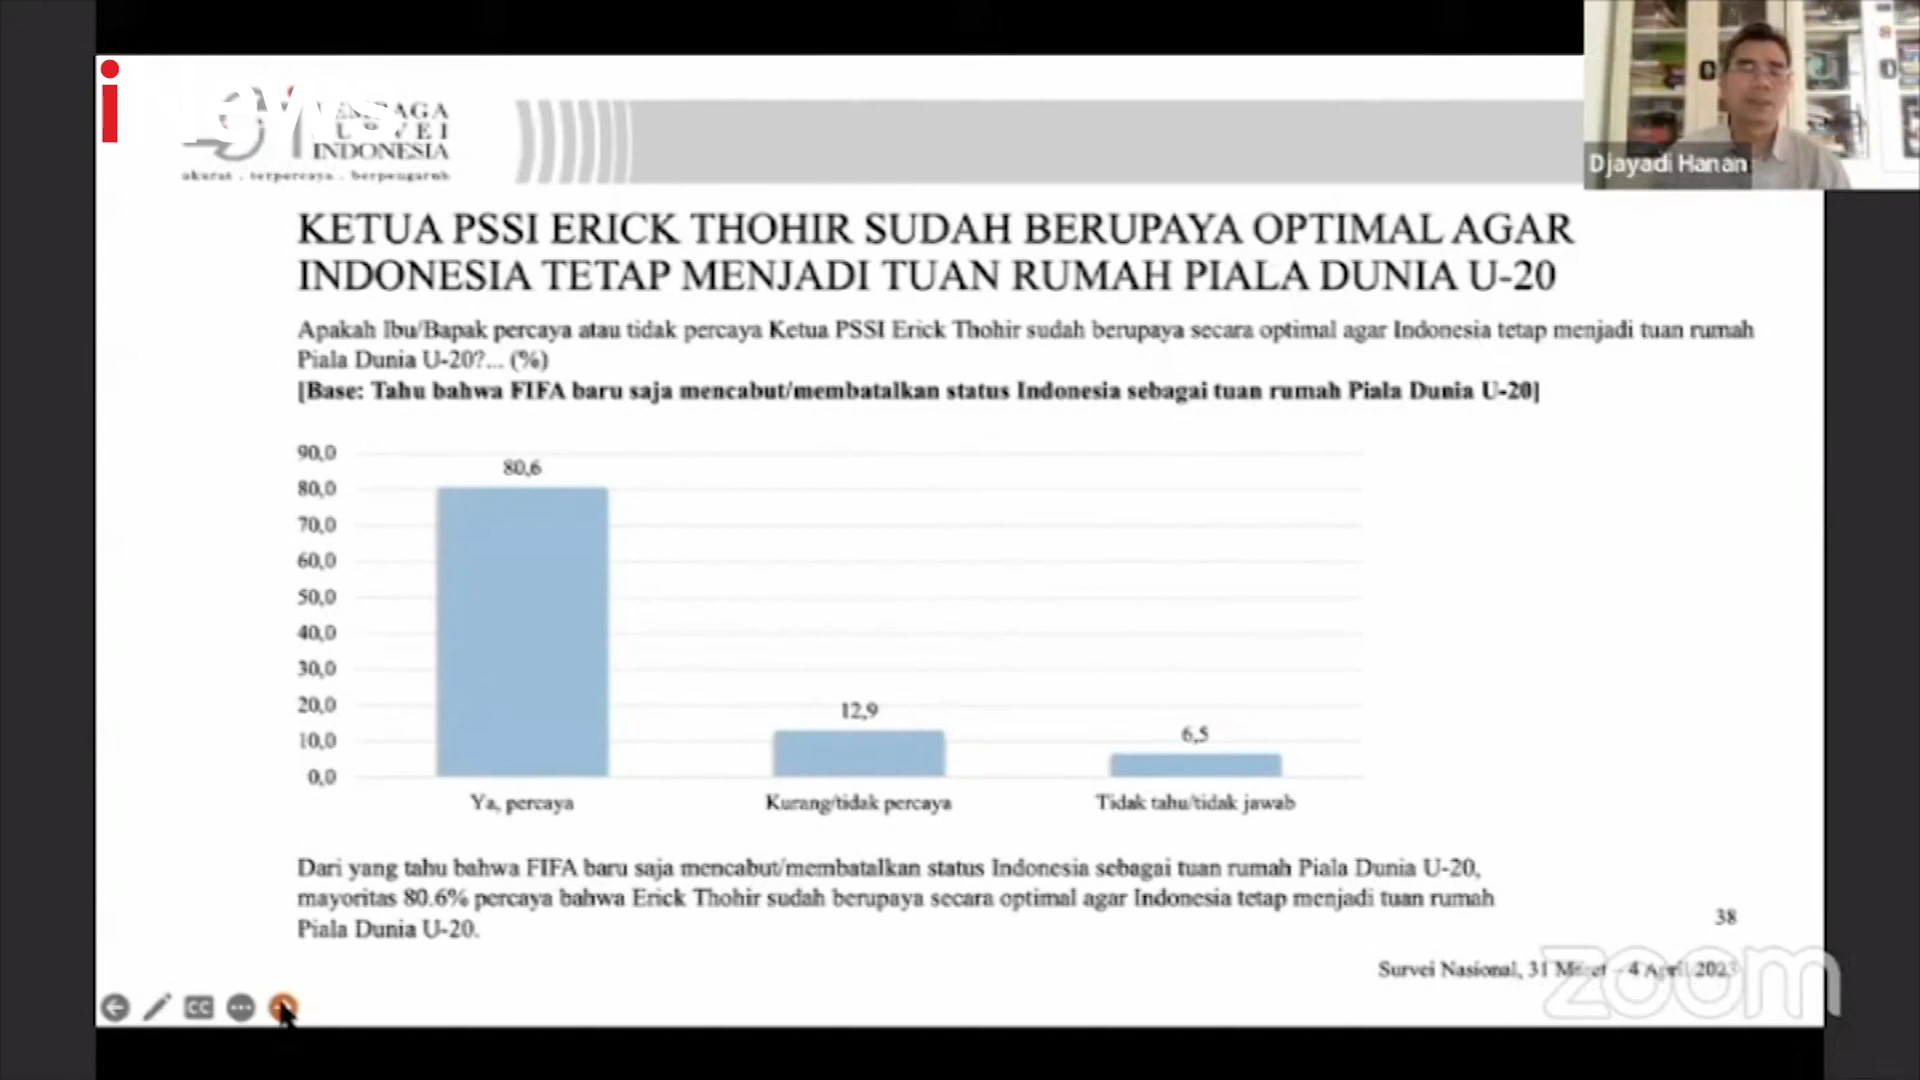 iNews
LEMBAGA
SURVEI
INDONESIA
akurat . terpercaya . berpengaruh
Djayadi Hanan
KETUA PSSI ERICK THOHIR SUDAH BERUPAYA OPTIMAL AGAR
INDONESIA TETAP MENJADI TUAN RUMAH PIALA DUNIA U-20
Apakah Ibu/Bapak percaya atau tidak percaya Ketua PSSI Erick Thohir sudah berupaya secara optimal agar Indonesia tetap menjadi tuan rumah
Piala Dunia U-20?... (%)
[Base: Tahu bahwa FIFA baru saja mencabut/membatalkan status Indonesia sebagai tuan rumah Piala Dunia U-20]
90,0
80,0
70,0
60,0
50,0
40,0
30,0
20,0
10,0
0,0
80,6
12,9
6,5
Ya, percaya
Kurang/tidak percaya
Tidak tahu/tidak jawab
Dari yang tahu bahwa FIFA baru saja mencabut/membatalkan status Indonesia sebagai tuan rumah Piala Dunia U-20,
mayoritas 80.6% percaya bahwa Erick Thohir sudah berupaya secara optimal agar Indonesia tetap menjadi tuan rumah
Piala Dunia U-20.
38
Survei Nasional, 31 Maret - 4 April 2023
zoom
CC